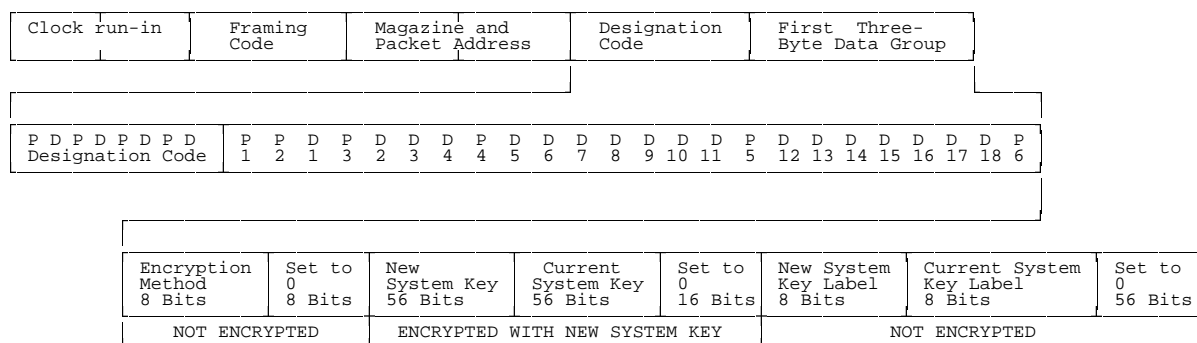 Clock run-in Framing Magazine and Designation First Three-
Code Packet Address Code Byte Data Group
P D P D P D P D P P D P D D D P D D D D D D D P D D D D D D D P
Designation Code 1 2 1 3 2 3 4 4 5 6 7 8 9 10 11 5 12 13 14 15 16 17 18 6
Encryption Set to New Current Set to New System Current System Set to
Method 0 System Key System Key 0 Key Label Key Label 0
8 Bits 8 Bits 56 Bits 56 Bits 16 Bits 8 Bits 8 Bits 56 Bits
NOT ENCRYPTED ENCRYPTED WITH NEW SYSTEM KEY NOT ENCRYPTED